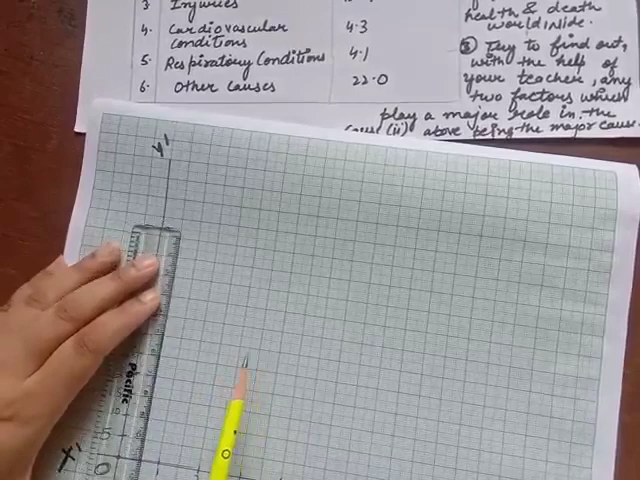 3. Injuries
4. Cardiovascular conditions 4.3
5. Respiratory Conditions 4.1
6. Other causes 22.0
health & death
worldwide.
③ Try to find out,
with the help of
your teacher, any
two factors which
play a major role in the
cause (ii) above being the major cause
Y'
Pacific
X'
0